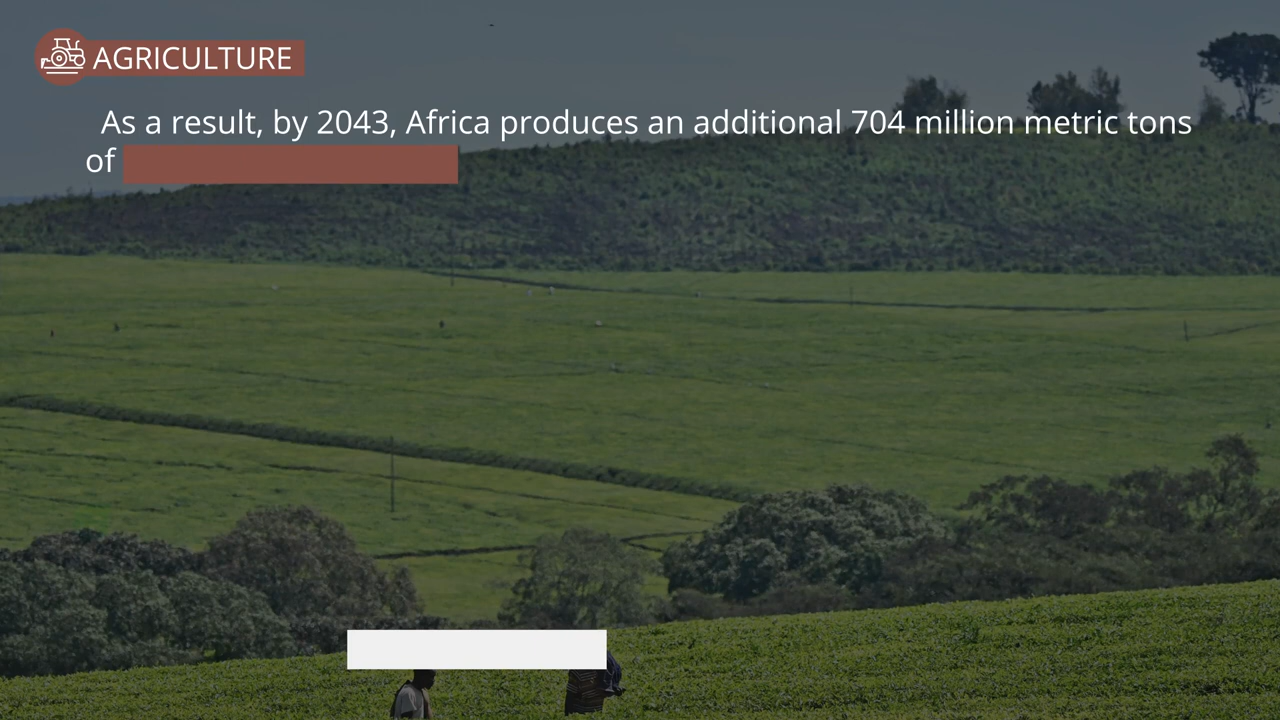 AGRICULTURE
As a result, by 2043, Africa produces an additional 704 million metric tons
of